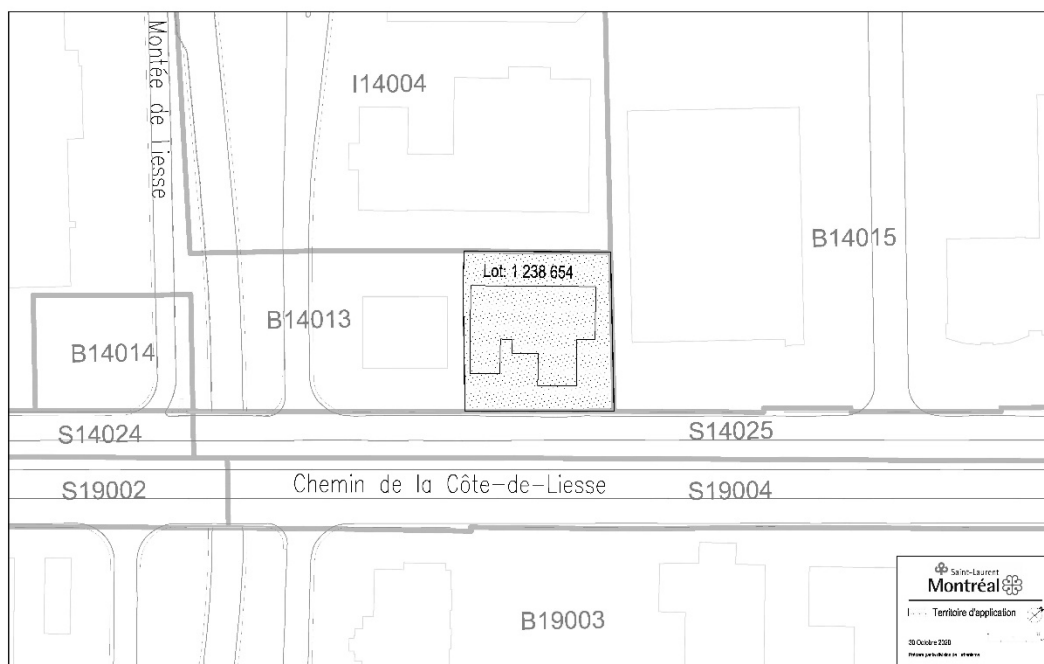 Montée de Liesse
I14004
B14015
Lot: 1 238 654
B14013
B14014
S14024
S14025
S19002
Chemin de la Côte-de-Liesse
S19004
B19003
Saint-Laurent
Montréal
Territoire d'application
30 Octobre 2020